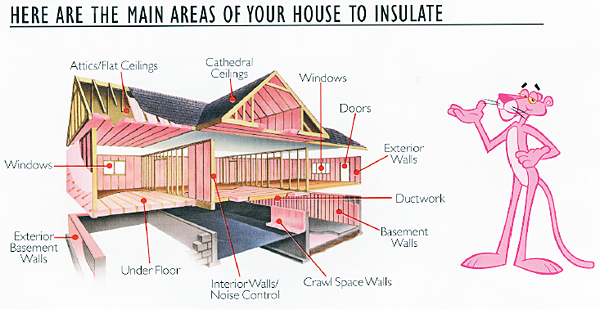 HERE ARE THE MAIN AREAS OF YOUR HOUSE TO INSULATE
Attics/Flat Ceilings
Cathedral
Ceilings
Windows
Doors
Exterior
Walls
Windows
Ductwork
Exterior
Basement
Walls
Under Floor
Interior Walls/
Noise Control
Crawl Space Walls
Basement
Walls